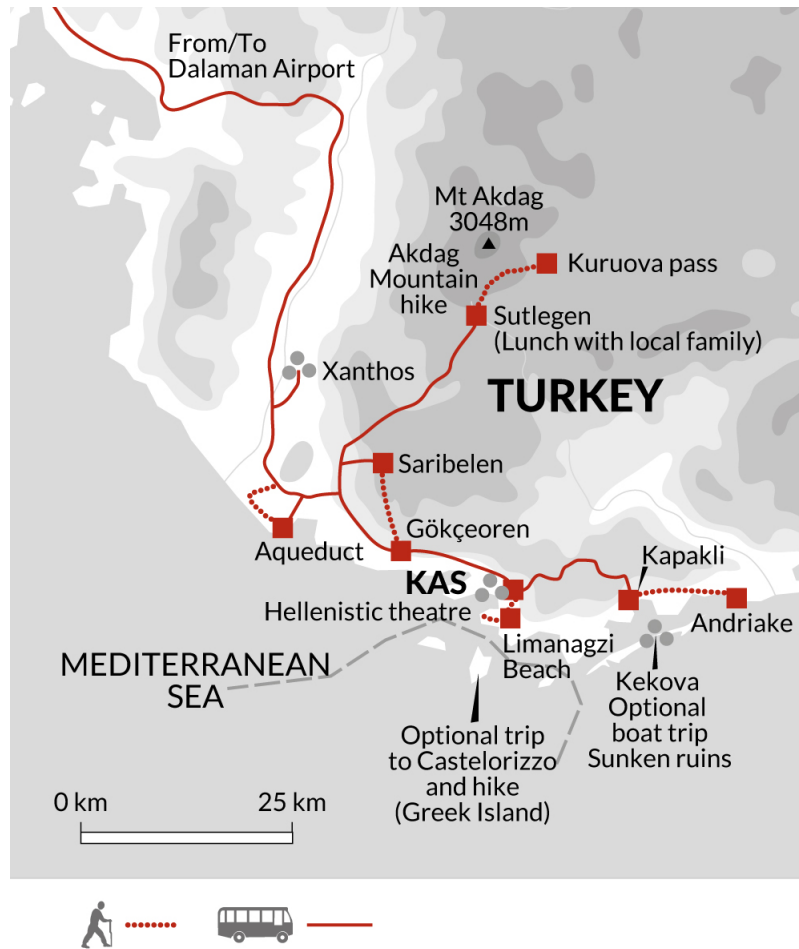 From/To
Dalaman Airport
Mt Akdag
3048m
Akdag
Mountain
hike
Kuruova pass
Sutlegen
(Lunch with local family)
Xanthos
TURKEY
Saribelen
Gökçeoren
Aqueduct
KAS
Kapakli
Hellenistic theatre
Andriake
Limanagzi
Beach
MEDITERRANEAN
SEA
Kekova
Optional
boat trip
Sunken ruins
Optional trip
to Castelorizzo
and hike
(Greek Island)
0 km
25 km